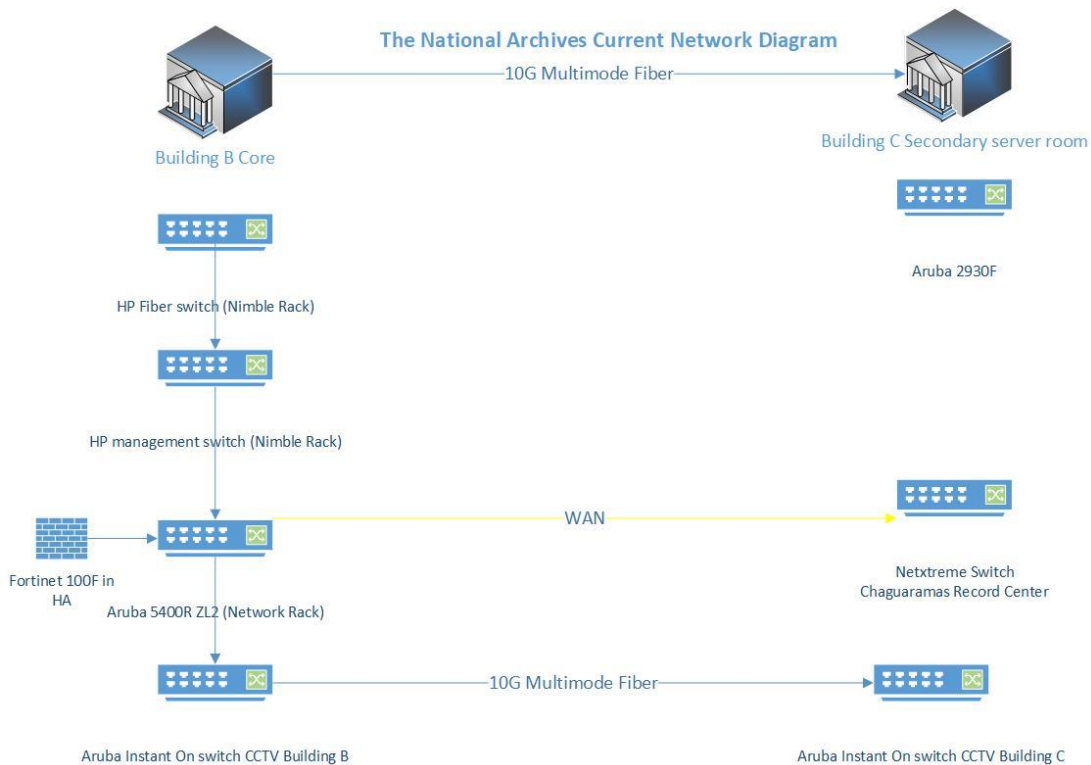 The National Archives Current Network Diagram
10G Multimode Fiber
Building B Core
Building C Secondary server room
Aruba 2930F
HP Fiber switch (Nimble Rack)
HP management switch (Nimble Rack)
WAN
Fortinet 100F in
HA
Netxtreme Switch
Chaguaramas Record Center
Aruba 5400R ZL2 (Network Rack)
10G Multimode Fiber
Aruba Instant On switch CCTV Building B
Aruba Instant On switch CCTV Building C